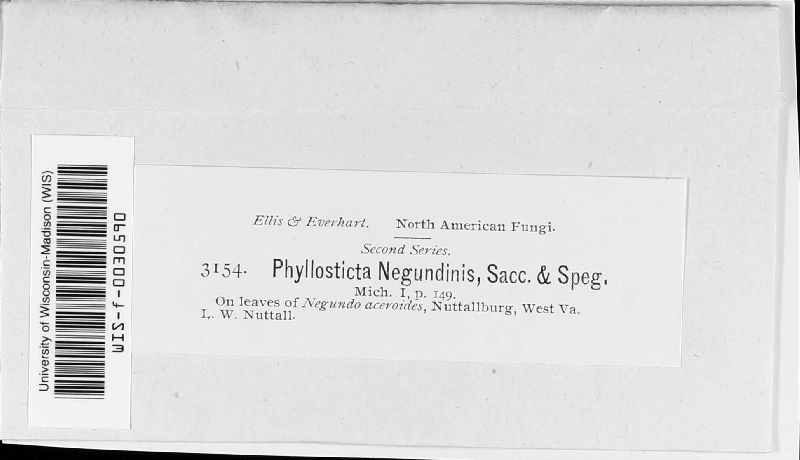 University of Wisconsin-Madison (WIS)
WIS-f-0030590
Ellis & Everhart. North American Fungi.
Second Series.
3154. Phyllosticta Negundinis, Sacc. & Speg.
Mich. I, p. 149.
On leaves of Negundo aceroides, Nuttallburg, West Va.
L. W. Nuttall.